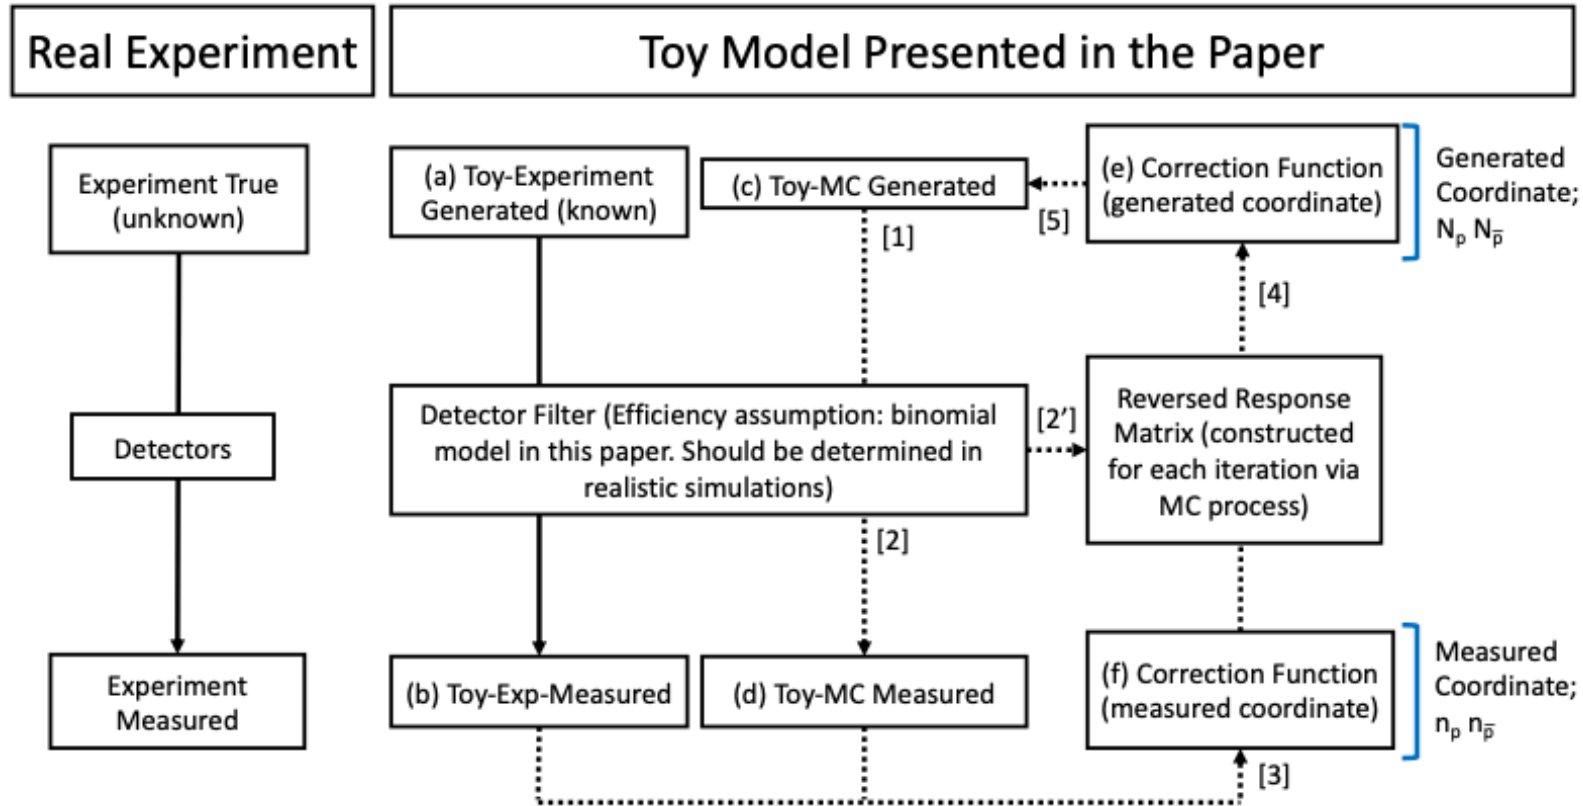 Real Experiment
Toy Model Presented in the Paper
Experiment True
(unknown)
Detectors
Experiment
Measured
(a) Toy-Experiment
Generated (known)
(c) Toy-MC Generated
[1]
[5]
(e) Correction Function
(generated coordinate)
Generated
Coordinate;
Nₚ Nₚ̅
[4]
Detector Filter (Efficiency assumption: binomial
model in this paper. Should be determined in
realistic simulations)
[2']
Reversed Response
Matrix (constructed
for each iteration via
MC process)
[2]
(b) Toy-Exp-Measured
(d) Toy-MC Measured
(f) Correction Function
(measured coordinate)
Measured
Coordinate;
nₚ nₚ̅
[3]